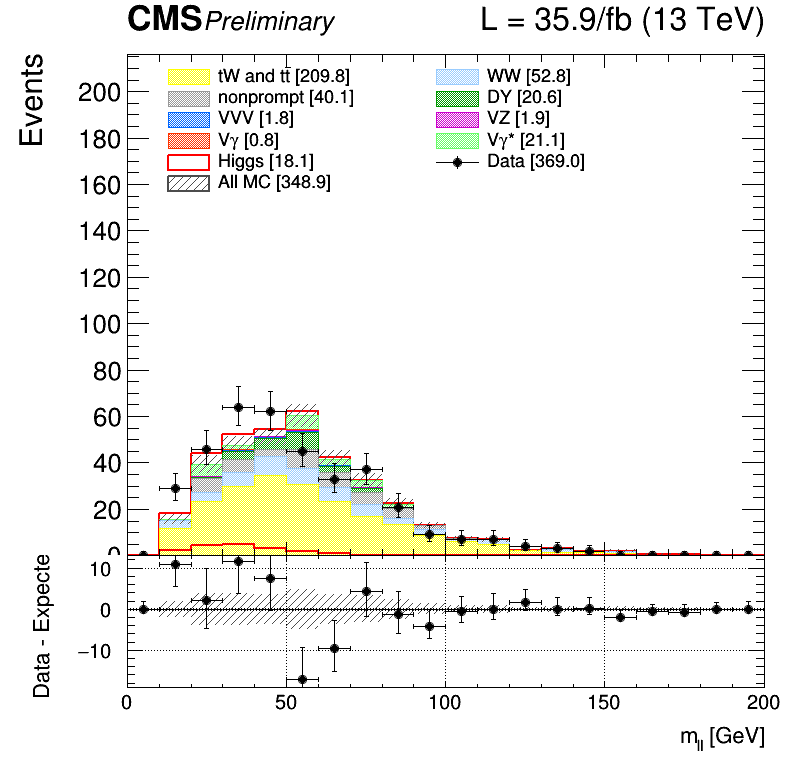 CMS Preliminary L = 35.9/fb (13 TeV)
Events
200
180
160
140
120
100
80
60
40
20
0
tW and tt̄ [209.8]
nonprompt [40.1]
VVV [1.8]
Vγ [0.8]
Higgs [18.1]
All MC [348.9]
WW [52.8]
DY [20.6]
VZ [1.9]
Vγ* [21.1]
Data [369.0]
Data - Expecte
10
0
−10
0 50 100 150 200
m_ll [GeV]